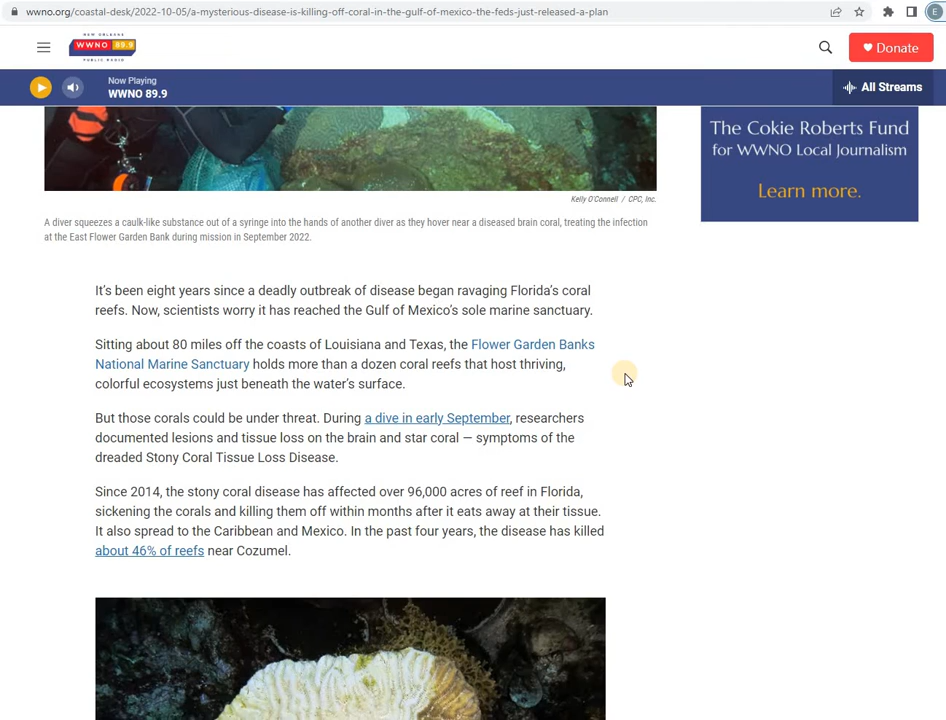 wwno.org/coastal-desk/2022-10-05/a-mysterious-disease-is-killing-off-coral-in-the-gulf-of-mexico-the-feds-just-released-a-plan
E
NEW ORLEANS
WWNO 89.9
PUBLIC RADIO
Donate
Now Playing
WWNO 89.9
All Streams
The Cokie Roberts Fund
for WWNO Local Journalism
Learn more.
Kelly O'Connell / CPC, Inc.
A diver squeezes a caulk-like substance out of a syringe into the hands of another diver as they hover near a diseased brain coral, treating the infection
at the East Flower Garden Bank during mission in September 2022.
It's been eight years since a deadly outbreak of disease began ravaging Florida's coral
reefs. Now, scientists worry it has reached the Gulf of Mexico's sole marine sanctuary.
Sitting about 80 miles off the coasts of Louisiana and Texas, the Flower Garden Banks
National Marine Sanctuary holds more than a dozen coral reefs that host thriving,
colorful ecosystems just beneath the water's surface.
But those corals could be under threat. During a dive in early September, researchers
documented lesions and tissue loss on the brain and star coral — symptoms of the
dreaded Stony Coral Tissue Loss Disease.
Since 2014, the stony coral disease has affected over 96,000 acres of reef in Florida,
sickening the corals and killing them off within months after it eats away at their tissue.
It also spread to the Caribbean and Mexico. In the past four years, the disease has killed
about 46% of reefs near Cozumel.